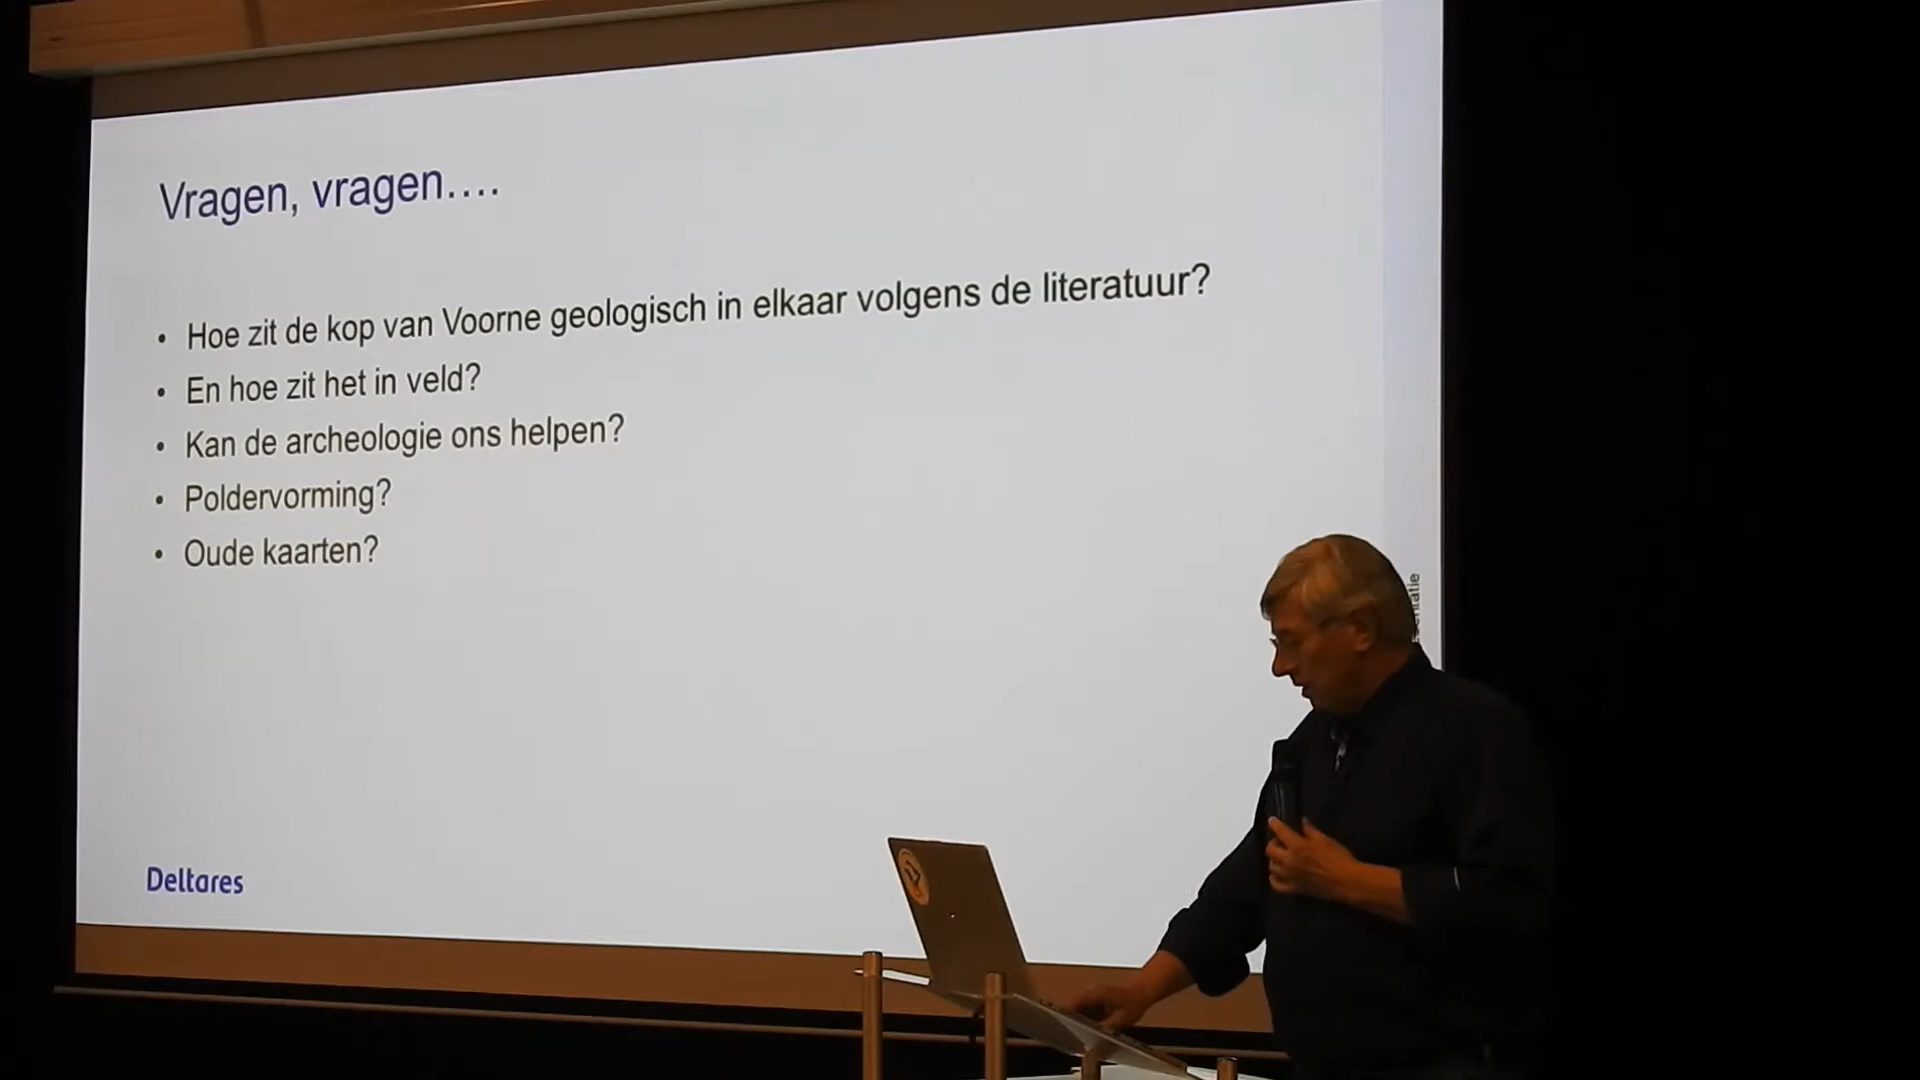 Vragen, vragen….
• Hoe zit de kop van Voorne geologisch in elkaar volgens de literatuur?
• En hoe zit het in veld?
• Kan de archeologie ons helpen?
• Poldervorming?
• Oude kaarten?
Deltares